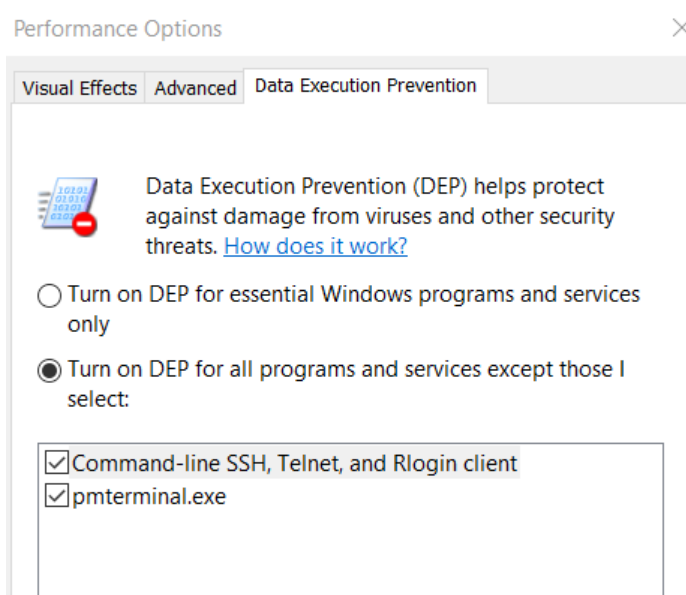 Performance Options
Visual Effects Advanced Data Execution Prevention
Data Execution Prevention (DEP) helps protect
against damage from viruses and other security
threats. How does it work?
Turn on DEP for essential Windows programs and services
only
Turn on DEP for all programs and services except those I
select:
Command-line SSH, Telnet, and Rlogin client
pmterminal.exe